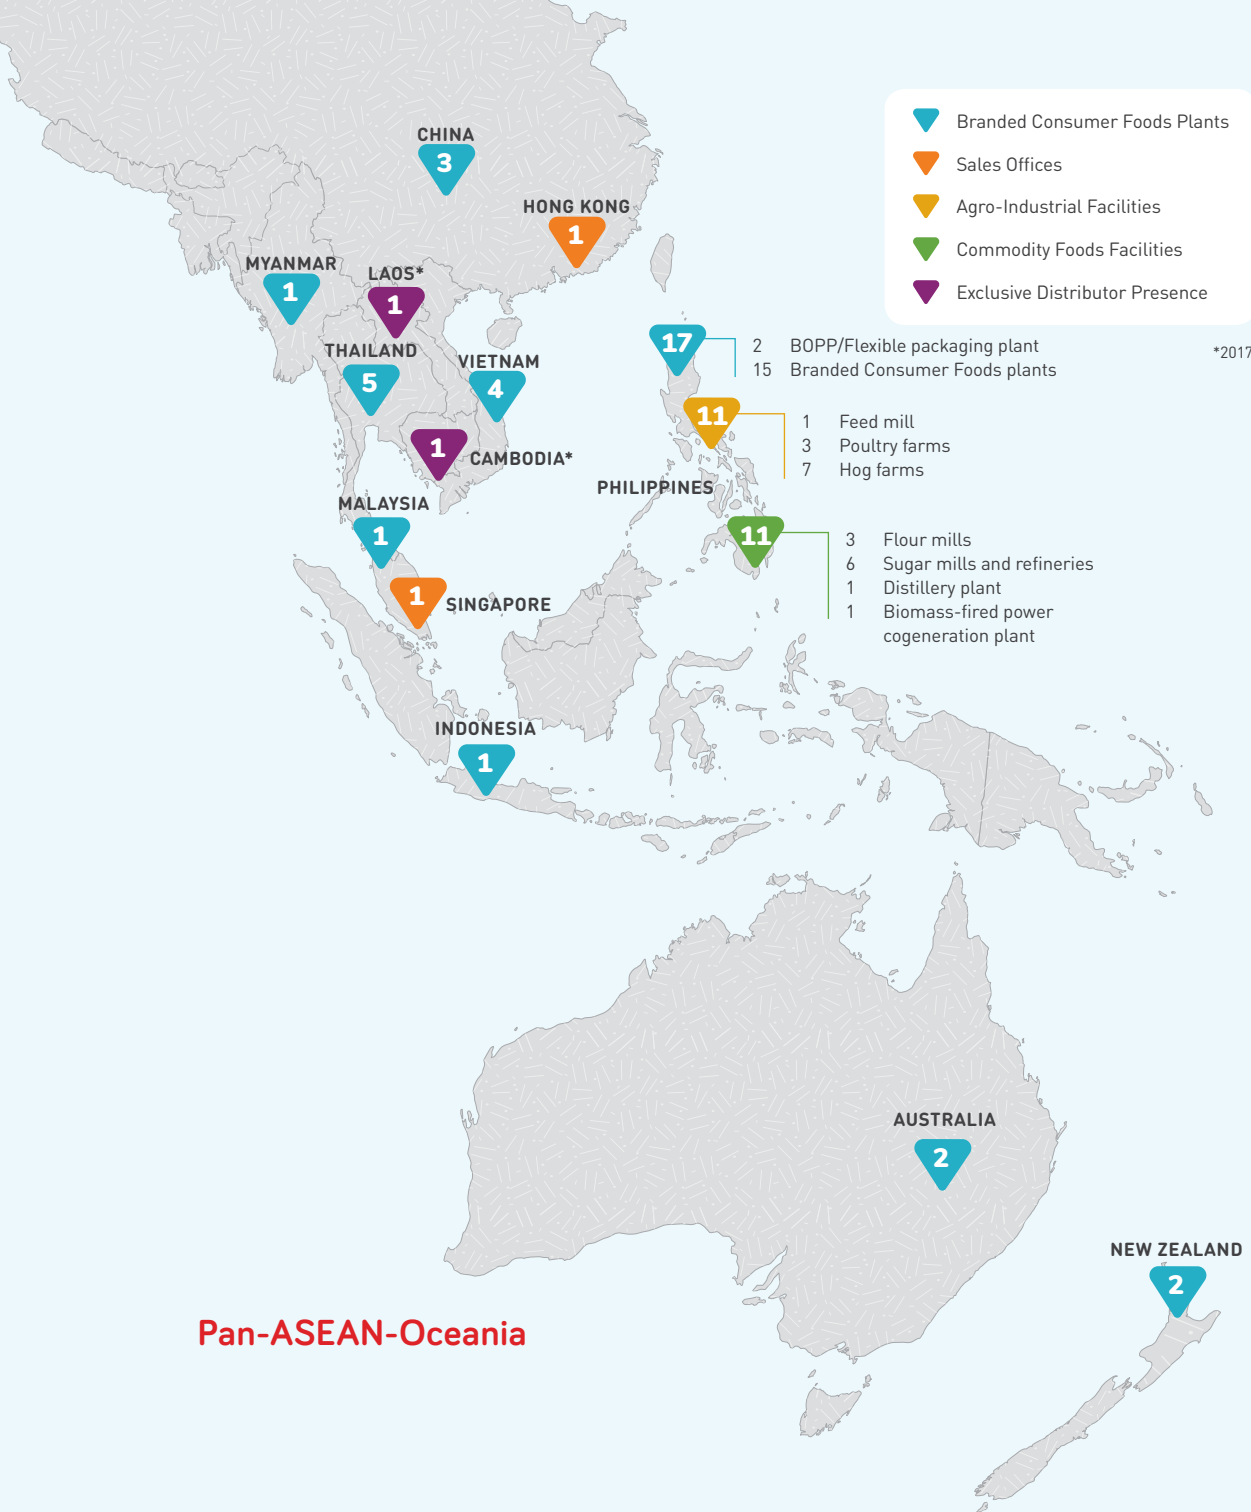 CHINA
3
HONG KONG
1
Branded Consumer Foods Plants
Sales Offices
Agro-Industrial Facilities
Commodity Foods Facilities
Exclusive Distributor Presence
*2017
MYANMAR
1
LAOS*
1
THAILAND
5
VIETNAM
4
1
CAMBODIA*
17
2 BOPP/Flexible packaging plant
15 Branded Consumer Foods plants
11
1 Feed mill
3 Poultry farms
7 Hog farms
PHILIPPINES
11
3 Flour mills
6 Sugar mills and refineries
1 Distillery plant
1 Biomass-fired power
cogeneration plant
MALAYSIA
1
1
SINGAPORE
INDONESIA
1
AUSTRALIA
2
NEW ZEALAND
2
Pan-ASEAN-Oceania